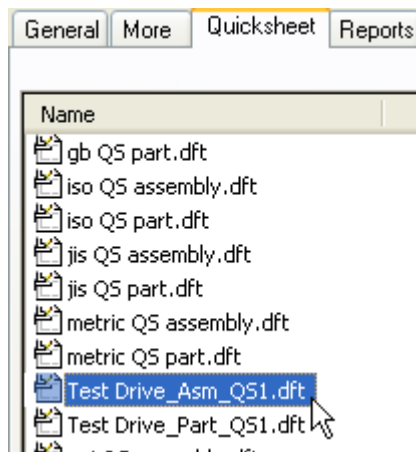 General More Quicksheet Reports
Name
gb QS part.dft
iso QS assembly.dft
iso QS part.dft
jis QS assembly.dft
jis QS part.dft
metric QS assembly.dft
metric QS part.dft
Test Drive_Asm_QS1.dft
Test Drive_Part_QS1.dft